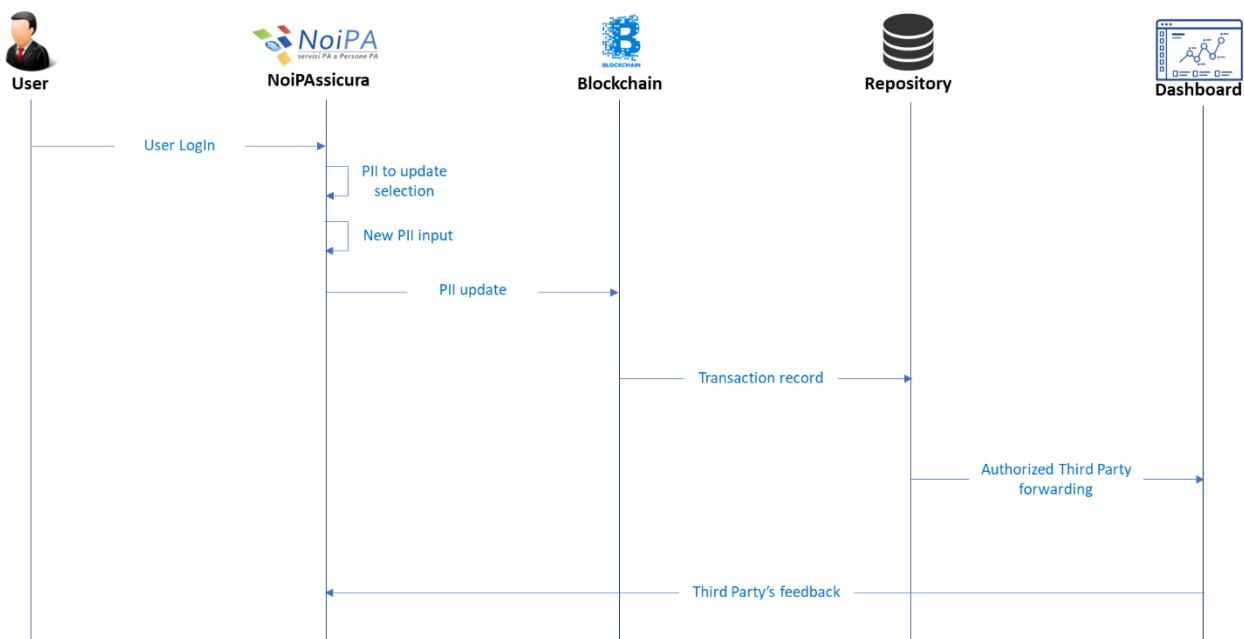 NoiPA
servizi PA a Persone PA
BLOCKCHAIN
User
NoiPAssicura
Blockchain
Repository
Dashboard
User LogIn
PII to update
selection
New PII input
PII update
Transaction record
Authorized Third Party
forwarding
Third Party's feedback